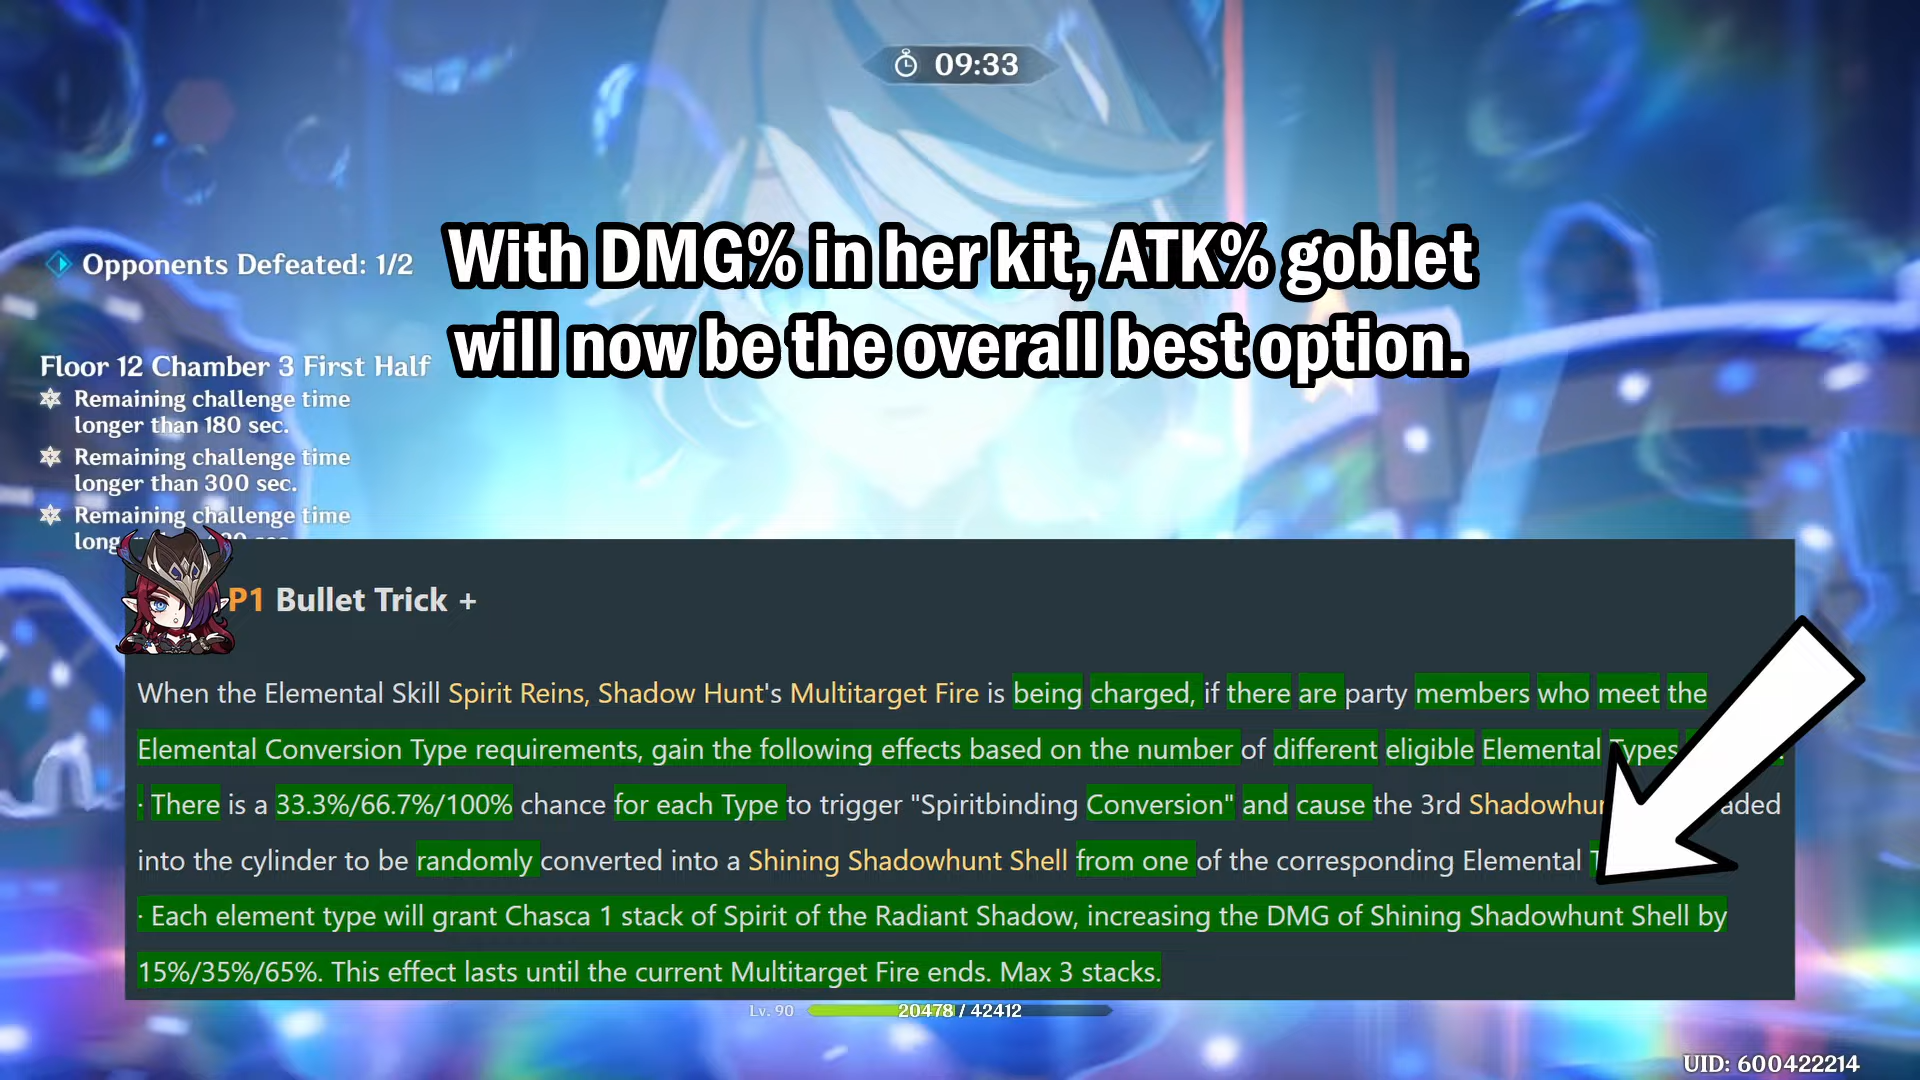 09:33
With DMG% in her kit, ATK% goblet
will now be the overall best option.
Opponents Defeated: 1/2
Floor 12 Chamber 3 First Half
Remaining challenge time
longer than 180 sec.
Remaining challenge time
longer than 300 sec.
Remaining challenge time
P1 Bullet Trick +
When the Elemental Skill Spirit Reins, Shadow Hunt's Multitarget Fire is being charged, if there are party members who meet the
Elemental Conversion Type requirements, gain the following effects based on the number of different eligible Elemental Types
· There is a 33.3%/66.7%/100% chance for each Type to trigger "Spiritbinding Conversion" and cause the 3rd
into the cylinder to be randomly converted into a Shining Shadowhunt Shell from one of the corresponding Elemental
· Each element type will grant Chasca 1 stack of Spirit of the Radiant Shadow, increasing the DMG of Shining Shadowhunt Shell by
15%/35%/65%. This effect lasts until the current Multitarget Fire ends. Max 3 stacks.
Lv. 90
20478 / 42412
UID: 600422214